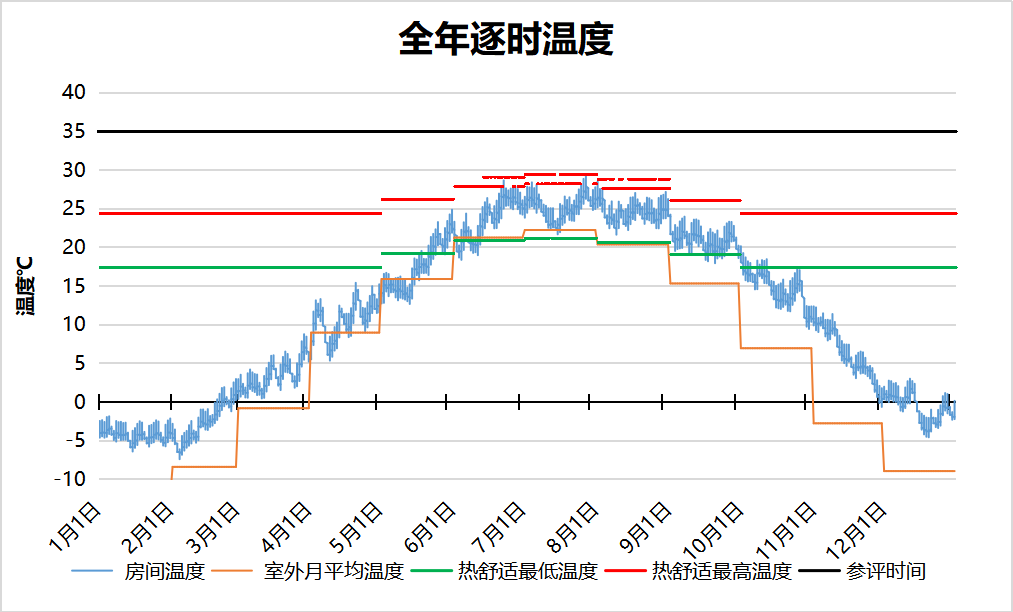 全年逐时温度
温度℃
40
35
30
25
20
15
10
5
0
-5
-10
1月1日
2月1日
3月1日
4月1日
5月1日
6月1日
7月1日
8月1日
9月1日
10月1日
11月1日
12月1日
房间温度 室外月平均温度 热舒适最低温度 热舒适最高温度 参评时间